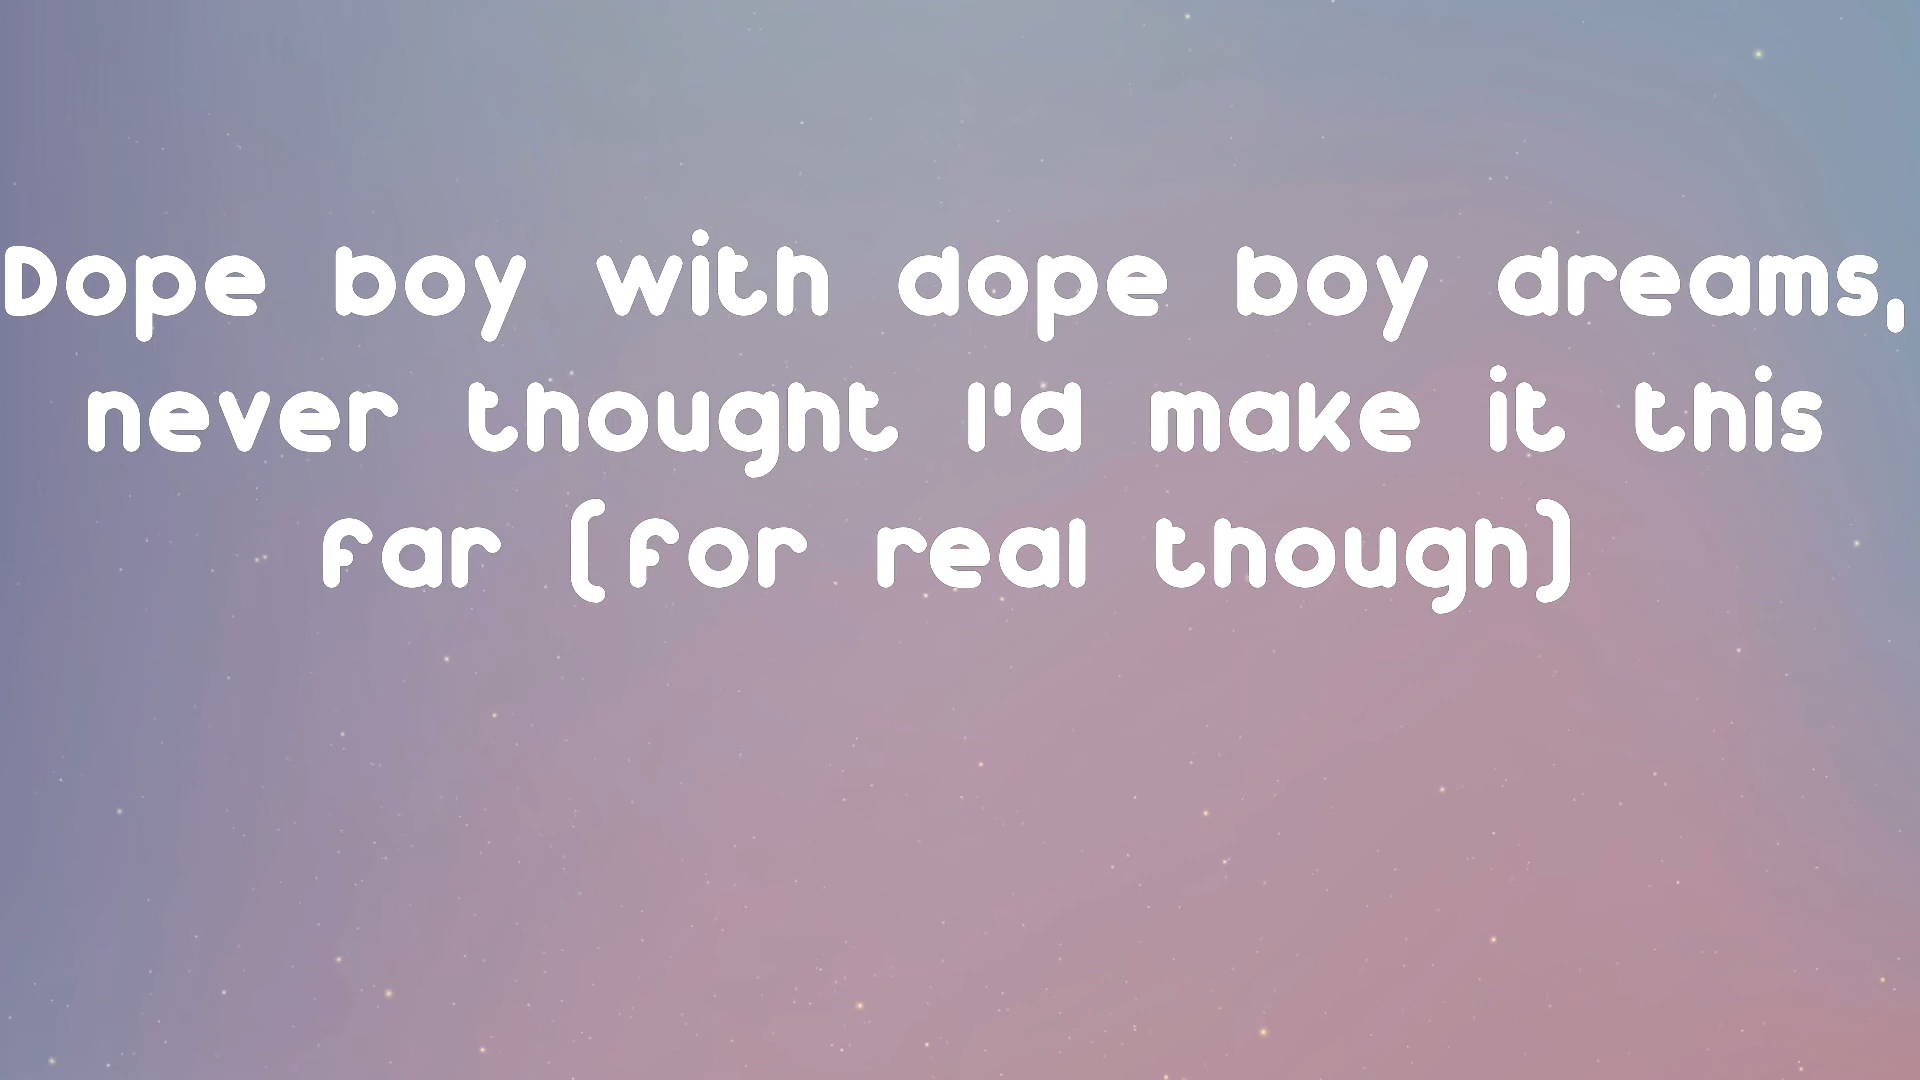 Dope boy with dope boy dreams,
never thought I'd make it this
far (for real though)